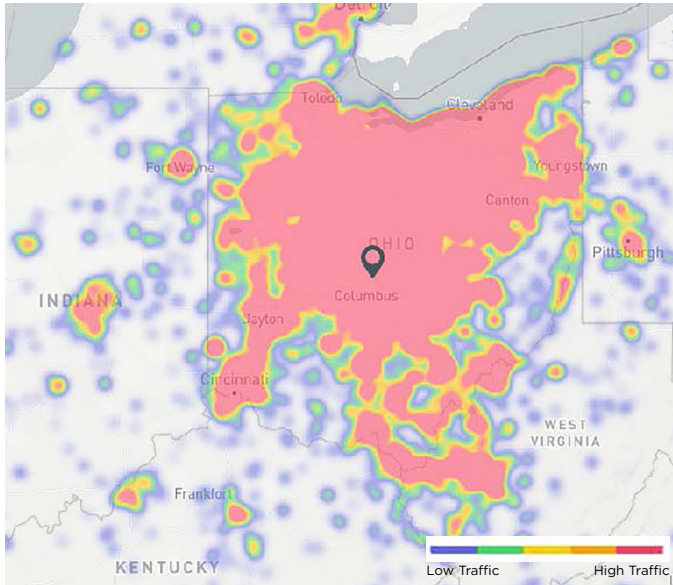 Detroit
Toledo
Cleveland
Fort Wayne
Youngstown
Canton
OHIO
Pittsburgh
INDIANA
Columbus
Dayton
Cincinnati
WEST
VIRGINIA
Frankfort
KENTUCKY
Low Traffic
High Traffic